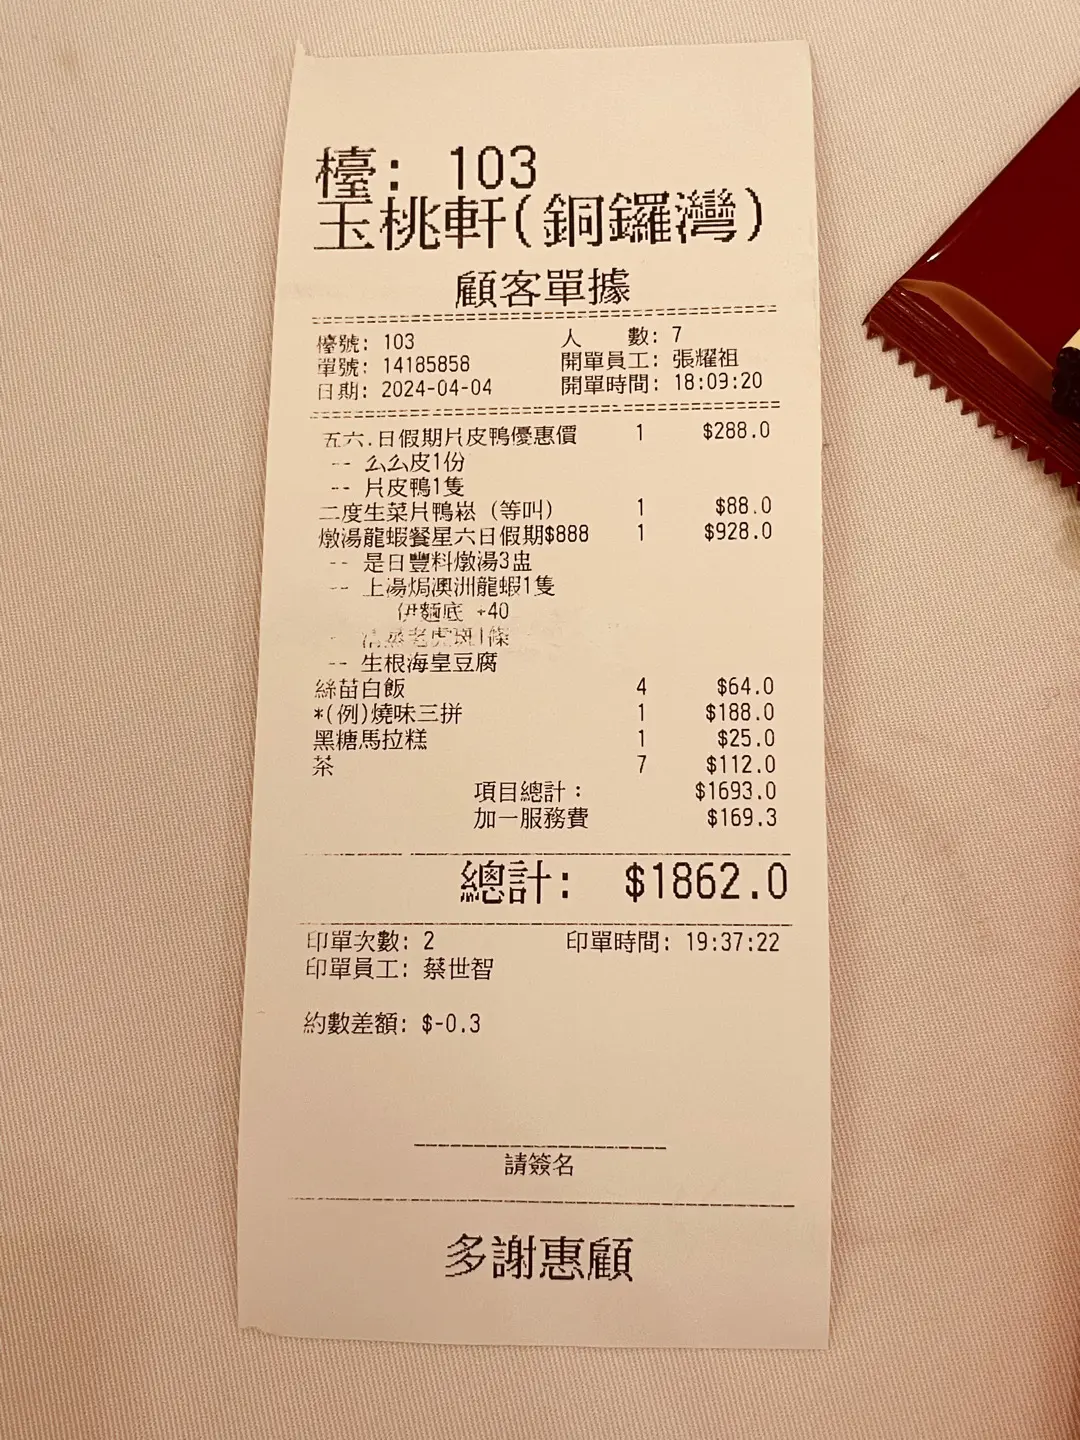 檯: 103
玉桃軒(銅鑼灣)
顧客單據
檯號: 103 人 數: 7
單號: 14185858 開單員工: 張耀祖
日期: 2024-04-04 開單時間: 18:09:20
五六.日假期片皮鴨優惠價 1 $288.0
-- 么么皮1份
-- 片皮鴨1隻
二度生菜片鴨崧 (等叫) 1 $88.0
燉湯龍蝦餐星六日假期$888 1 $928.0
-- 是日豐料燉湯3盅
-- 上湯焗澳洲龍蝦1隻
伊麵底 +40
- 清蒸老虎斑1條
-- 生根海皇豆腐
絲苗白飯 4 $64.0
*(例)燒味三拼 1 $188.0
黑糖馬拉糕 1 $25.0
茶 7 $112.0
項目總計: $1693.0
加一服務費 $169.3
總計: $1862.0
印單次數: 2 印單時間: 19:37:22
印單員工: 蔡世智
約數差額: $-0.3
請簽名
多謝惠顧